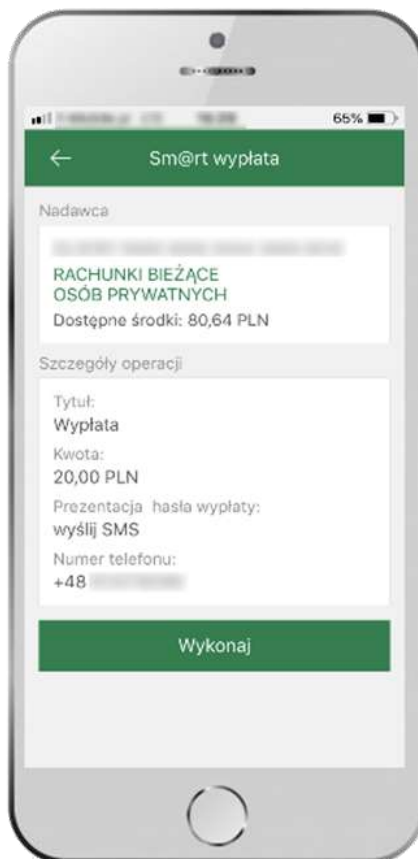 65%
Sm@rt wypłata
Nadawca
RACHUNKI BIEŻĄCE
OSÓB PRYWATNYCH
Dostępne środki: 80,64 PLN
Szczegóły operacji
Tytuł:
Wypłata
Kwota:
20,00 PLN
Prezentacja hasła wypłaty:
wyślij SMS
Numer telefonu:
+48
Wykonaj